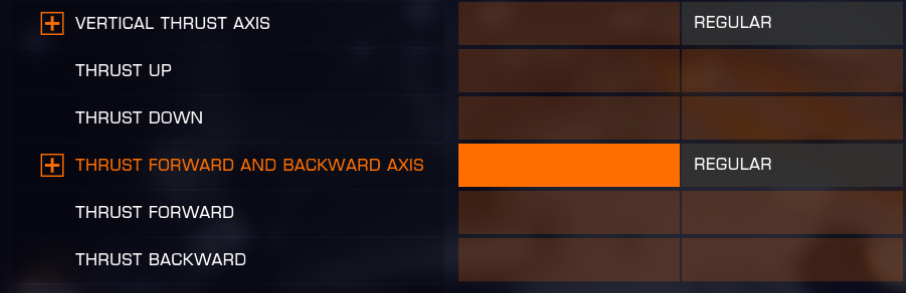 VERTICAL THRUST AXIS REGULAR
THRUST UP
THRUST DOWN
THRUST FORWARD AND BACKWARD AXIS REGULAR
THRUST FORWARD
THRUST BACKWARD